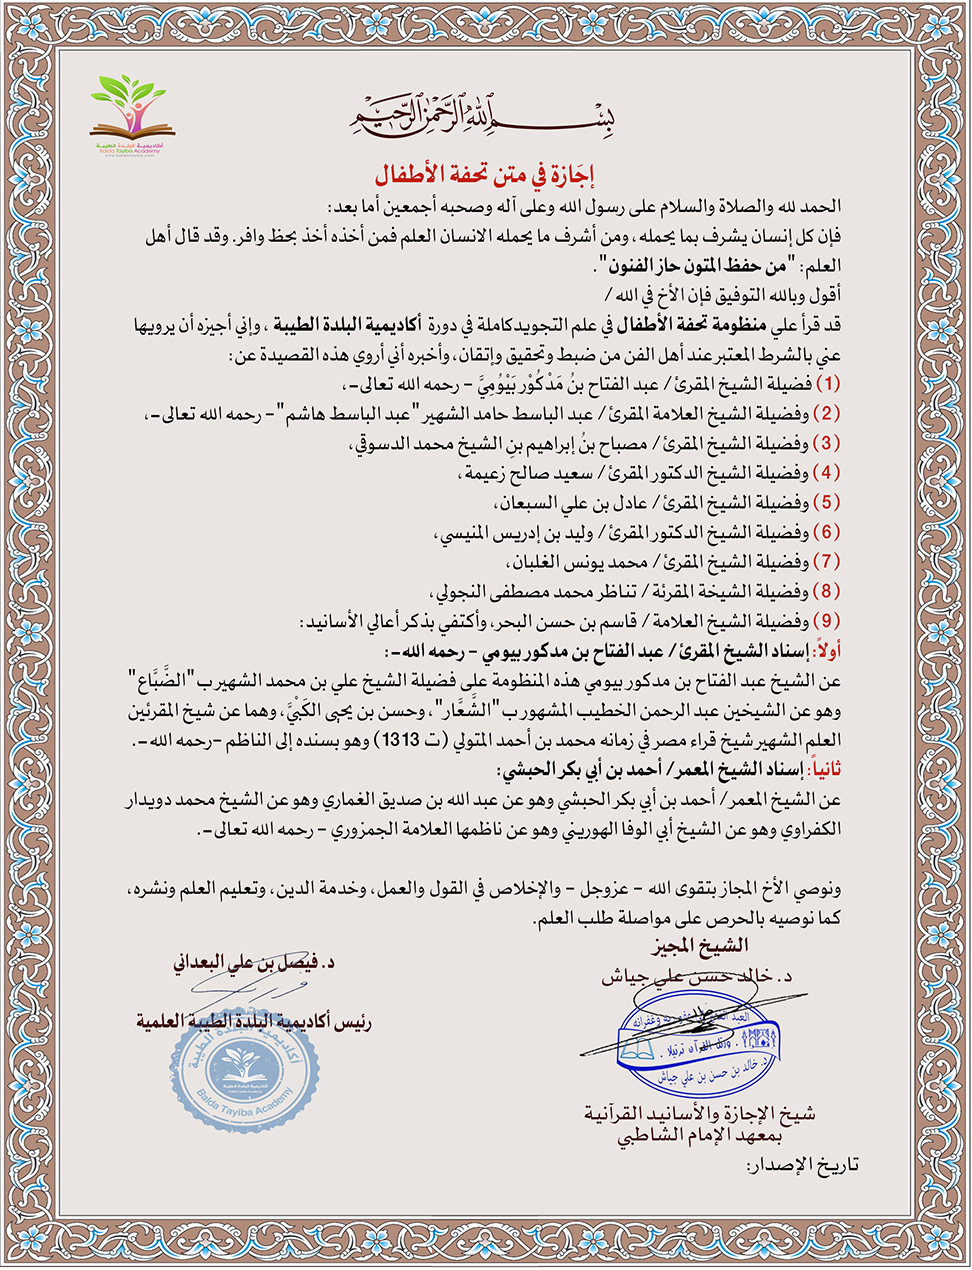 بسم الله الرحمن الرحيم
أكاديمية البلدة الطيبة
Balda Tayiba Academy
إجَازة في متن تحفة الأطفال
الحمد لله والصلاة والسلام على رسول الله وعلى آله وصحبه أجمعين أما بعد:
فإن كل إنسان يشرف بما يحمله، ومن أشرف ما يحمله الانسان العلم فمن أخذه أخذ بحظ وافر. وقد قال أهل
العلم: "من حفظ المتون حاز الفنون".
أقول وبالله التوفيق فإن الأخ في الله /
قد قرأ علي منظومة تحفة الأطفال في علم التجويد كاملة في دورة أكاديمية البلدة الطيبة ، وإني أجيزه أن يرويها
عني بالشرط المعتبر عند أهل الفن من ضبط وتحقيق وإتقان، وأخبره أني أروي هذه القصيدة عن:
(1) فضيلة الشيخ المقرئ/ عبد الفتاح بنُ مَدْكُوْر بَيْوُمِيَّ - رحمه الله تعالى-،
(2) وفضيلة الشيخ العلامة المقرئ/ عبد الباسط حامد الشهير "عبد الباسط هاشم"- رحمه الله تعالى-،
(3) وفضيلة الشيخ المقرئ/ مصباح بنُ إبراهيم بنِ الشيخ محمد الدسوقي،
(4) وفضيلة الشيخ الدكتور المقرئ/ سعيد صالح زعيمة،
(5) وفضيلة الشيخ المقرئ/ عادل بن علي السبعان،
(6) وفضيلة الشيخ الدكتور المقرئ/ وليد بن إدريس المنيسي،
(7) وفضيلة الشيخ المقرئ/ محمد يونس الغلبان،
(8) وفضيلة الشيخة المقرئة/ تناظر محمد مصطفى النجولي،
(9) وفضيلة الشيخ العلامة/ قاسم بن حسن البحر، وأكتفي بذكر أعالي الأسانيد:
أولاً: إسناد الشيخ المقرئ/ عبد الفتاح بن مدكور بيومي - رحمه الله-:
عن الشيخ عبد الفتاح بن مدكور بيومي هذه المنظومة على فضيلة الشيخ علي بن محمد الشهير ب "الضَّبَّاع"
وهو عن الشيخين عبد الرحمن الخطيب المشهور ب "الشَّعَّار"، وحسن بن يحيى الكَتْبِيَّ، وهما عن شيخ المقرئين
العلم الشهير شيخ قراء مصر في زمانه محمد بن أحمد المتولي (ت 1313) وهو بسنده إلى الناظم -رحمه الله-.
ثانياً: إسناد الشيخ المعمر/ أحمد بن أبي بكر الحبشي:
عن الشيخ المعمر/ أحمد بن أبي بكر الحبشي وهو عن عبد الله بن صديق الغماري وهو عن الشيخ محمد دويدار
الكفراوي وهو عن الشيخ أبي الوفا الهوريني وهو عن ناظمها العلامة الجمزوري - رحمه الله تعالى-.
ونوصي الأخ المجاز بتقوى الله - عزوجل - والإخلاص في القول والعمل، وخدمة الدين، وتعليم العلم ونشره،
كما نوصيه بالحرص على مواصلة طلب العلم.
الشيخ المجيز
د. خالد حسن علي جياش
ورتل القرآن ترتيلا
د. خالد بن حسن بن علي جياش
شيخ الإجازة والأسانيد القرآنية
بمعهد الإمام الشاطبي
تاريخ الإصدار:
د. فيصل بن علي البعداني
رئيس أكاديمية البلدة الطيبة العلمية
أكاديمية البلدة الطيبة
Balda Tayiba Academy